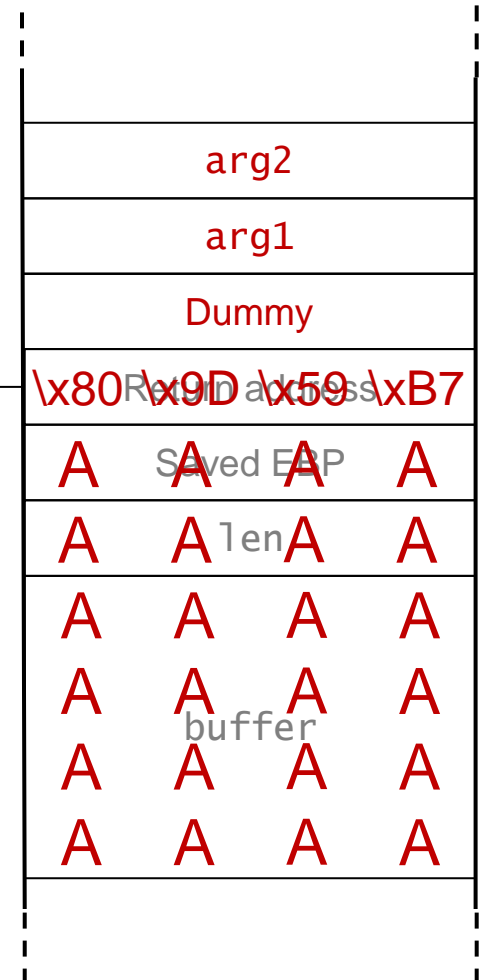 arg2
arg1
Dummy
Return address
\x80 \x9D \x59 \xB7
Saved EBP
A A A A
len
A A A A
A A A A
A A A A
buffer
A A A A
A A A A